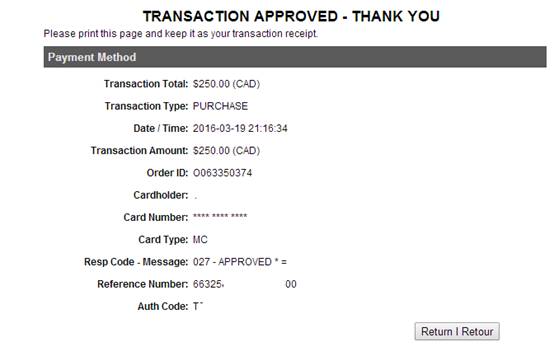 TRANSACTION APPROVED - THANK YOU
Please print this page and keep it as your transaction receipt.
Payment Method
Transaction Total: $250.00 (CAD)
Transaction Type: PURCHASE
Date / Time: 2016-03-19 21:16:34
Transaction Amount: $250.00 (CAD)
Order ID: O063350374
Cardholder: .
Card Number: **** **** ****
Card Type: MC
Resp Code - Message: 027 - APPROVED * =
Reference Number: 66325 00
Auth Code:
Return I Retour